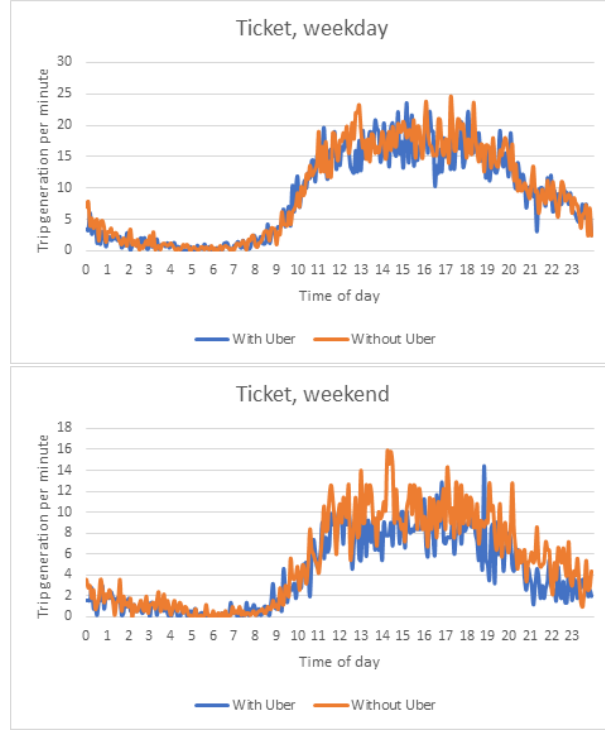 Ticket, weekday
30
25
20
15
10
5
0
Trip generation per minute
0 1 2 3 4 5 6 7 8 9 10 11 12 13 14 15 16 17 18 19 20 21 22 23
Time of day
With Uber Without Uber
Ticket, weekend
18
16
14
12
10
8
6
4
2
0
Trip generation per minute
0 1 2 3 4 5 6 7 8 9 10 11 12 13 14 15 16 17 18 19 20 21 22 23
Time of day
With Uber Without Uber